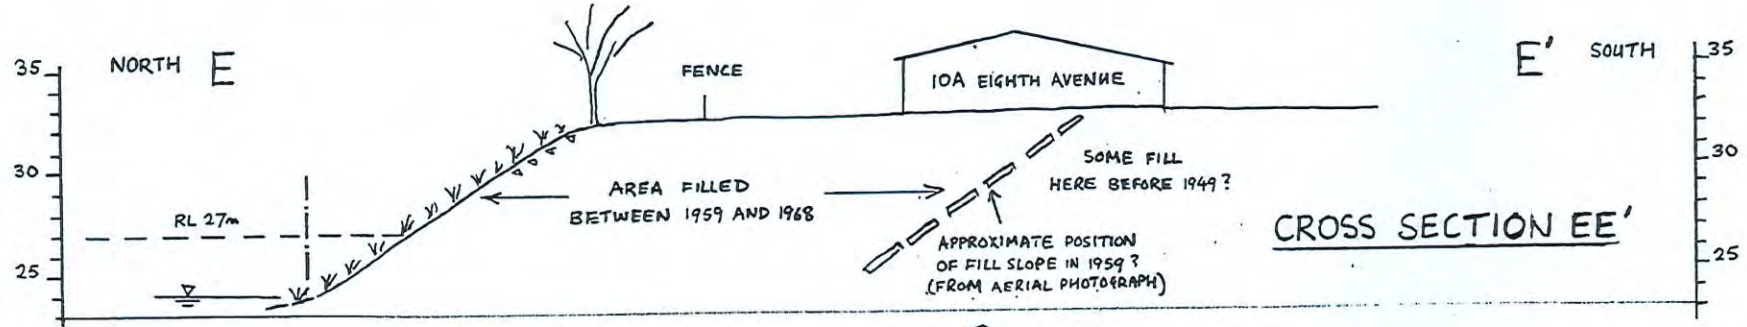 NORTH E
E' SOUTH
35
35
FENCE
10A EIGHTH AVENUE
30
30
SOME FILL
HERE BEFORE 1949?
AREA FILLED
BETWEEN 1959 AND 1968
RL 27m
CROSS SECTION EE'
APPROXIMATE POSITION
OF FILL SLOPE IN 1959?
(FROM AERIAL PHOTOGRAPH)
25
25